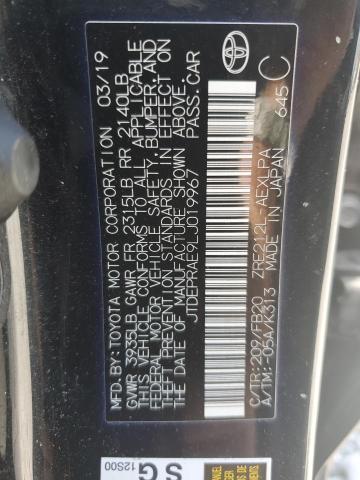 MFD.BY:TOYOTA MOTOR CORPORATION 03/19
GVWR 3935LB GAWR FR 2315LB RR 2140LB
THIS VEHICLE CONFORMS TO ALL APPLICABLE
FEDERAL MOTOR VEHICLE SAFETY, BUMPER, AND
THEFT PREVENTION STANDARDS IN EFFECT ON
THE DATE OF MANUFACTURE SHOWN ABOVE.
JTDEPRAE9LJ019967 PASS.CAR
C/TR:209/FB20 ZRE212L-AEXLPA
A/TM:-05A/K313 MADE IN JAPAN 645 C
TOYOTA
12S00